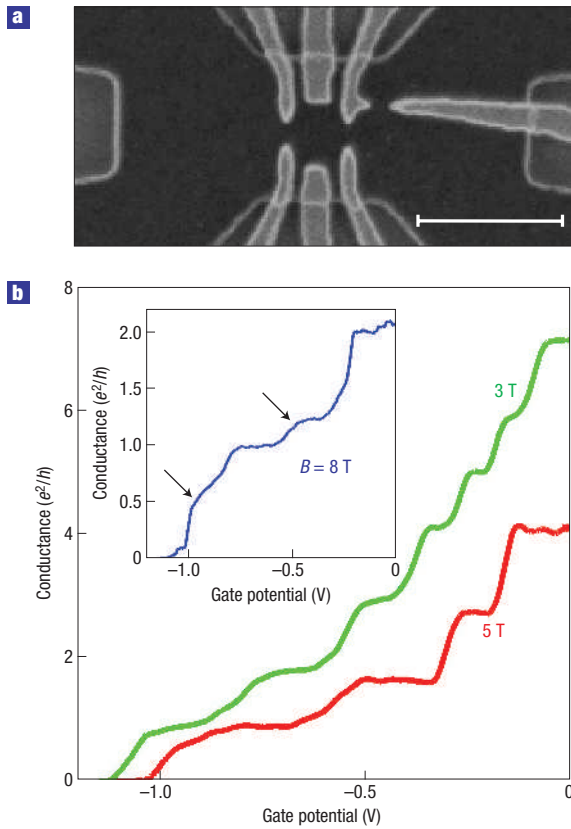 a
b
8
6
4
2
0
Conductance (e²/h)
−1.0
−0.5
0
Gate potential (V)
3 T
5 T
2.0
1.5
1.0
0.5
0
Conductance (e²/h)
−1.0
−0.5
0
Gate potential (V)
B = 8 T